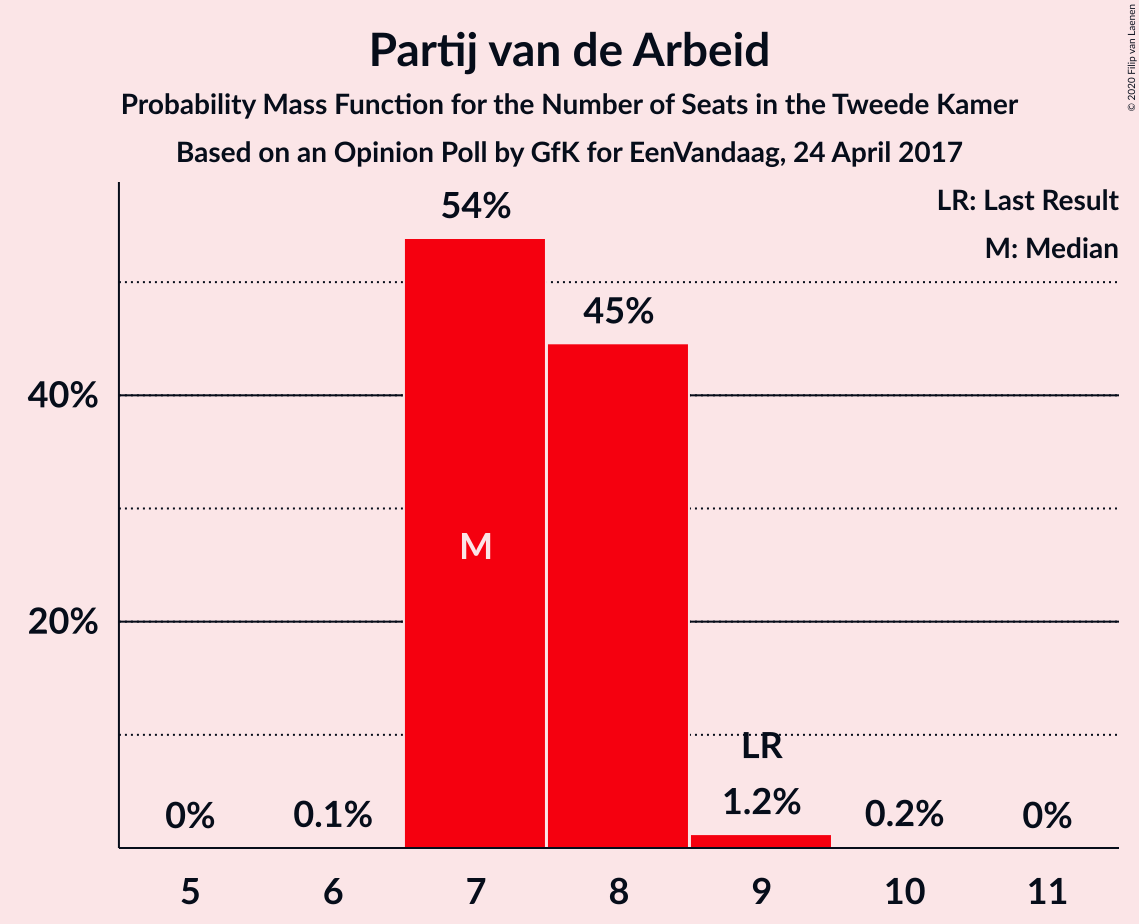 Partij van de Arbeid
Probability Mass Function for the Number of Seats in the Tweede Kamer
Based on an Opinion Poll by GfK for EenVandaag, 24 April 2017
© 2020 Filip van Laenen
LR: Last Result
M: Median
54%
45%
40%
M
20%
LR
0%
0.1%
1.2%
0.2%
0%
5
6
7
8
9
10
11